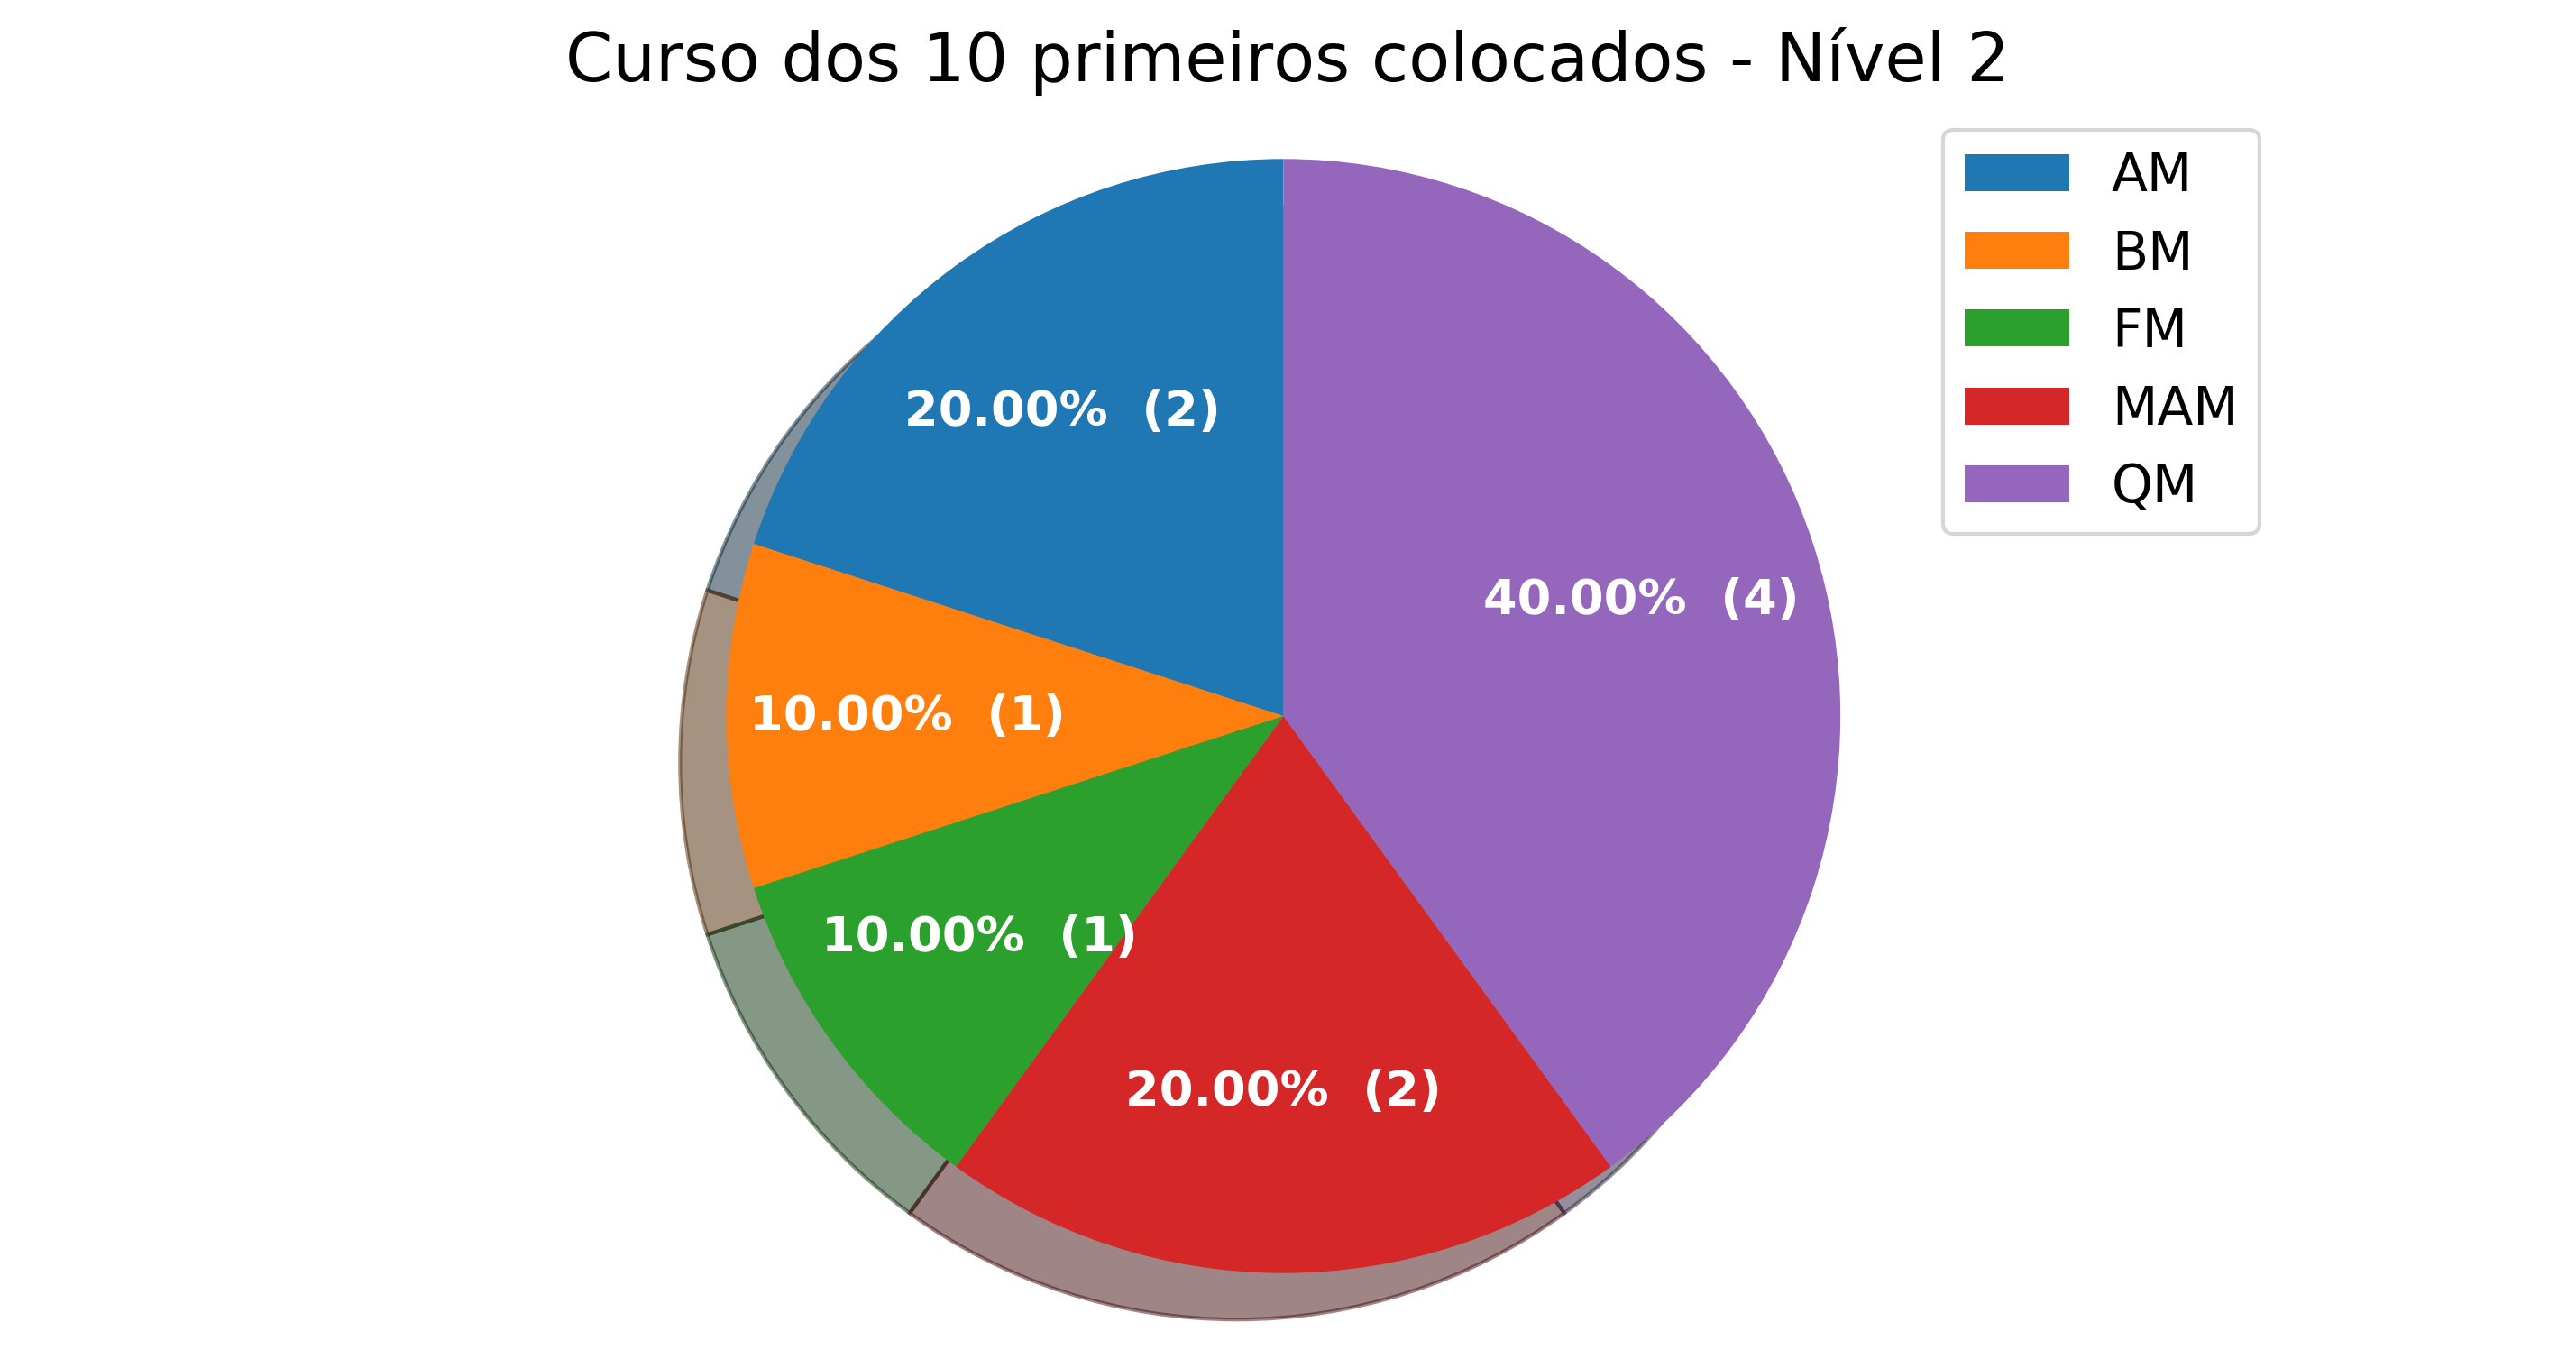 Curso dos 10 primeiros colocados - Nível 2
AM
BM
FM
MAM
QM
20.00%  (2)
40.00%  (4)
10.00%  (1)
10.00%  (1)
20.00%  (2)